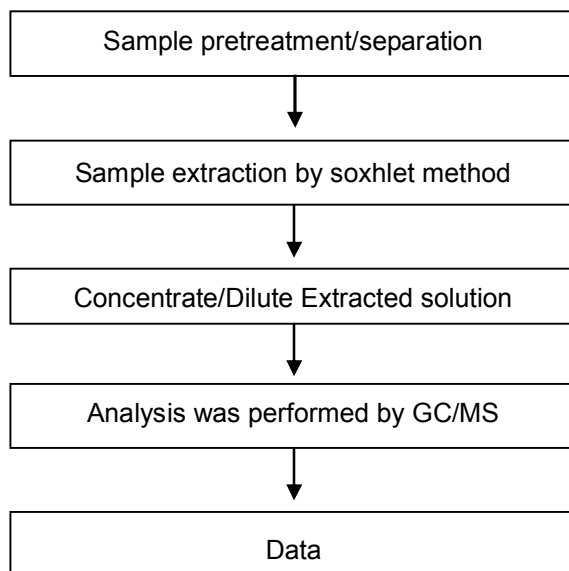 Sample pretreatment/separation
Sample extraction by soxhlet method
Concentrate/Dilute Extracted solution
Analysis was performed by GC/MS
Data